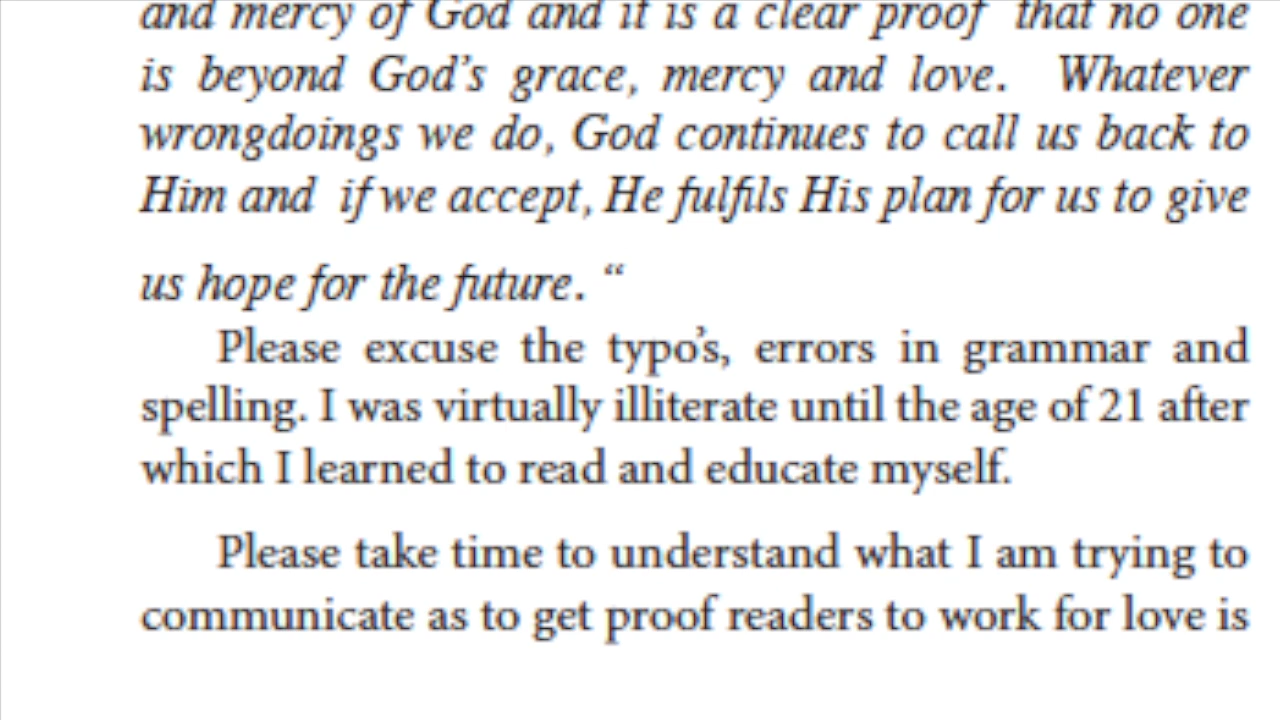 and mercy of God and it is a clear proof that no one
is beyond God's grace, mercy and love. Whatever
wrongdoings we do, God continues to call us back to
Him and if we accept, He fulfils His plan for us to give
us hope for the future. “
Please excuse the typo's, errors in grammar and
spelling. I was virtually illiterate until the age of 21 after
which I learned to read and educate myself.
Please take time to understand what I am trying to
communicate as to get proof readers to work for love is